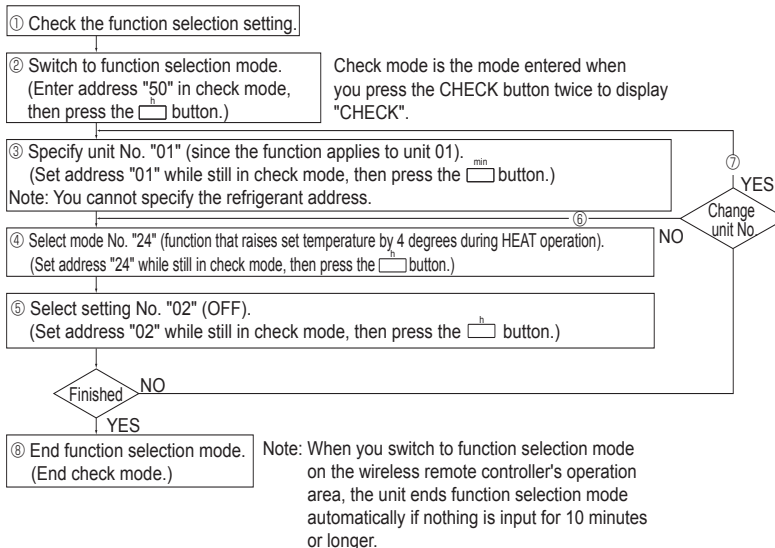 ① Check the function selection setting.
② Switch to function selection mode.
(Enter address "50" in check mode,
then press the h button.)
Check mode is the mode entered when
you press the CHECK button twice to display
"CHECK".
③ Specify unit No. "01" (since the function applies to unit 01).
(Set address "01" while still in check mode, then press the min button.)
Note: You cannot specify the refrigerant address.
⑦
YES
Change
unit No.
⑥
NO
④ Select mode No. "24" (function that raises set temperature by 4 degrees during HEAT operation).
(Set address "24" while still in check mode, then press the h button.)
⑤ Select setting No. "02" (OFF).
(Set address "02" while still in check mode, then press the h button.)
Finished
NO
YES
⑧ End function selection mode.
(End check mode.)
Note: When you switch to function selection mode
on the wireless remote controller's operation
area, the unit ends function selection mode
automatically if nothing is input for 10 minutes
or longer.